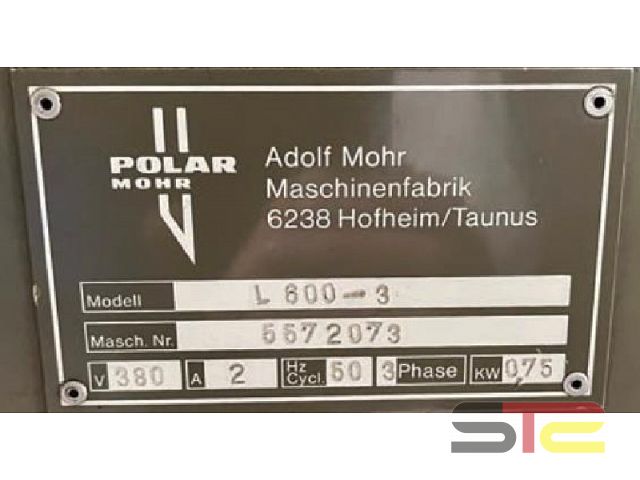 POLAR
MOHR
Adolf Mohr
Maschinenfabrik
6238 Hofheim/Taunus
Modell L 600-3
Masch. Nr. 5572073
V 380 A 2 Hz Cycl. 50 3 Phase KW 0,75
STC